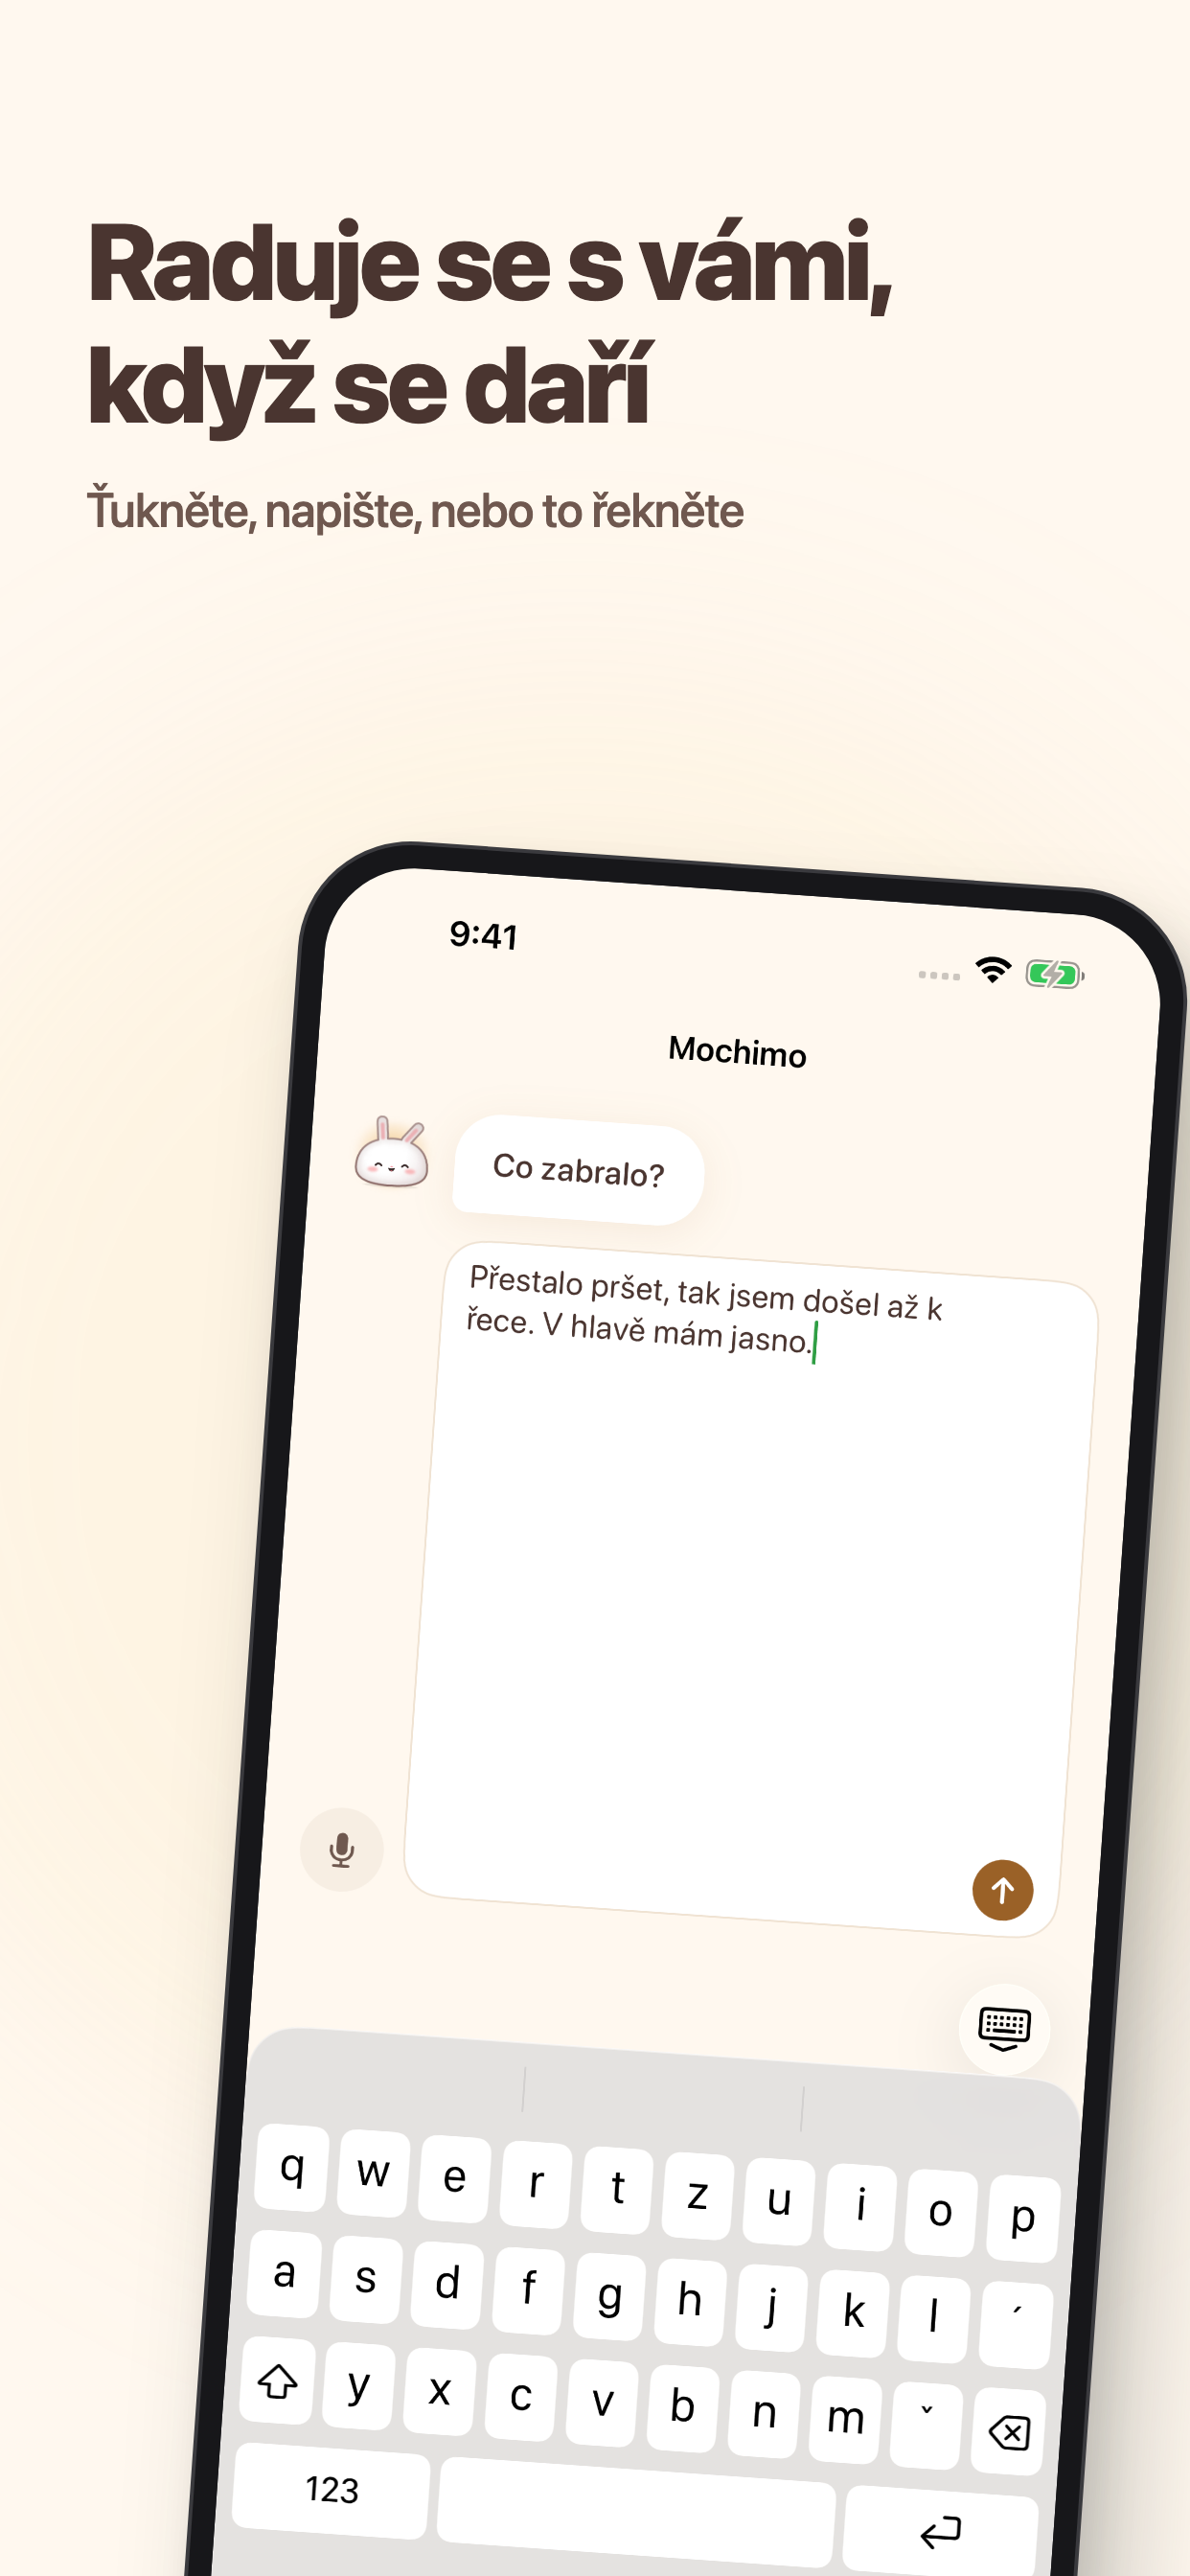 Raduje se s vámi,
když se daří
Ťukněte, napište, nebo to řekněte
9:41
Mochimo
Co zabralo?
Přestalo pršet, tak jsem došel až k
řece. V hlavě mám jasno.
q w e r t z u i o p
a s d f g h j k l ´
y x c v b n m ˇ
123